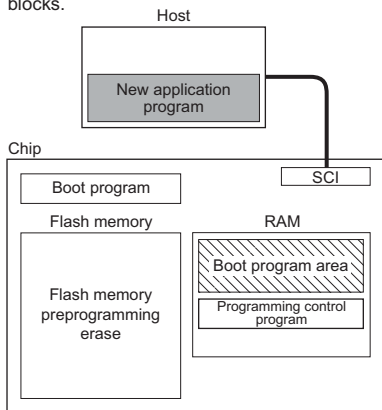 blocks.
Host
New application
program
Chip
SCI
Boot program
Flash memory
RAM
Boot program area
Flash memory
preprogramming
erase
Programming control
program